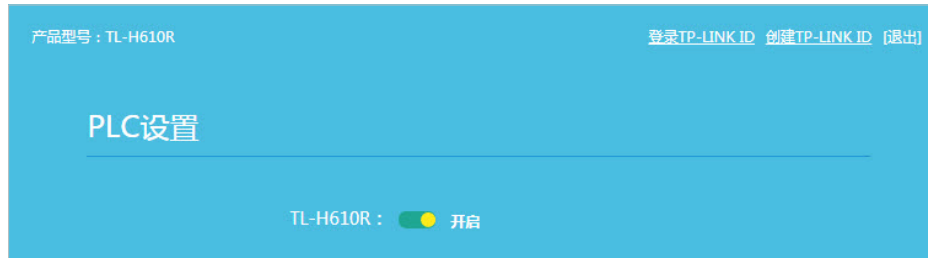 产品型号：TL-H610R 登录TP-LINK ID 创建TP-LINK ID [退出]
PLC设置
TL-H610R： 开启